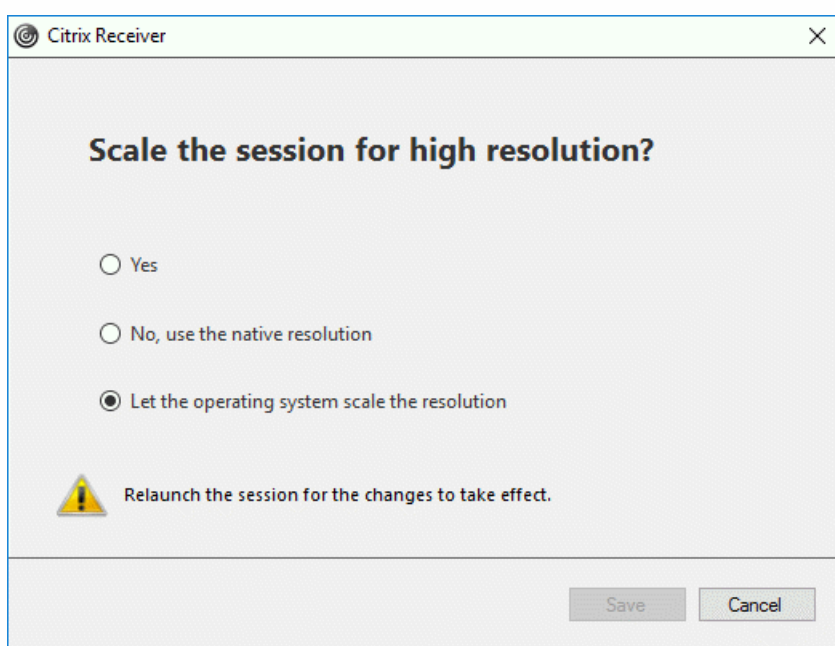 Citrix Receiver
Scale the session for high resolution?
Yes
No, use the native resolution
Let the operating system scale the resolution
Relaunch the session for the changes to take effect.
Save Cancel